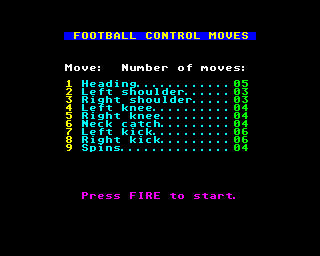 FOOTBALL CONTROL MOVES
Move: Number of moves:
1 Heading............05
2 Left shoulder......03
3 Right shoulder.....03
4 Left knee..........04
5 Right knee.........04
6 Neck catch.........04
7 Left kick..........06
8 Right kick.........06
9 Spins..............04
Press FIRE to start.